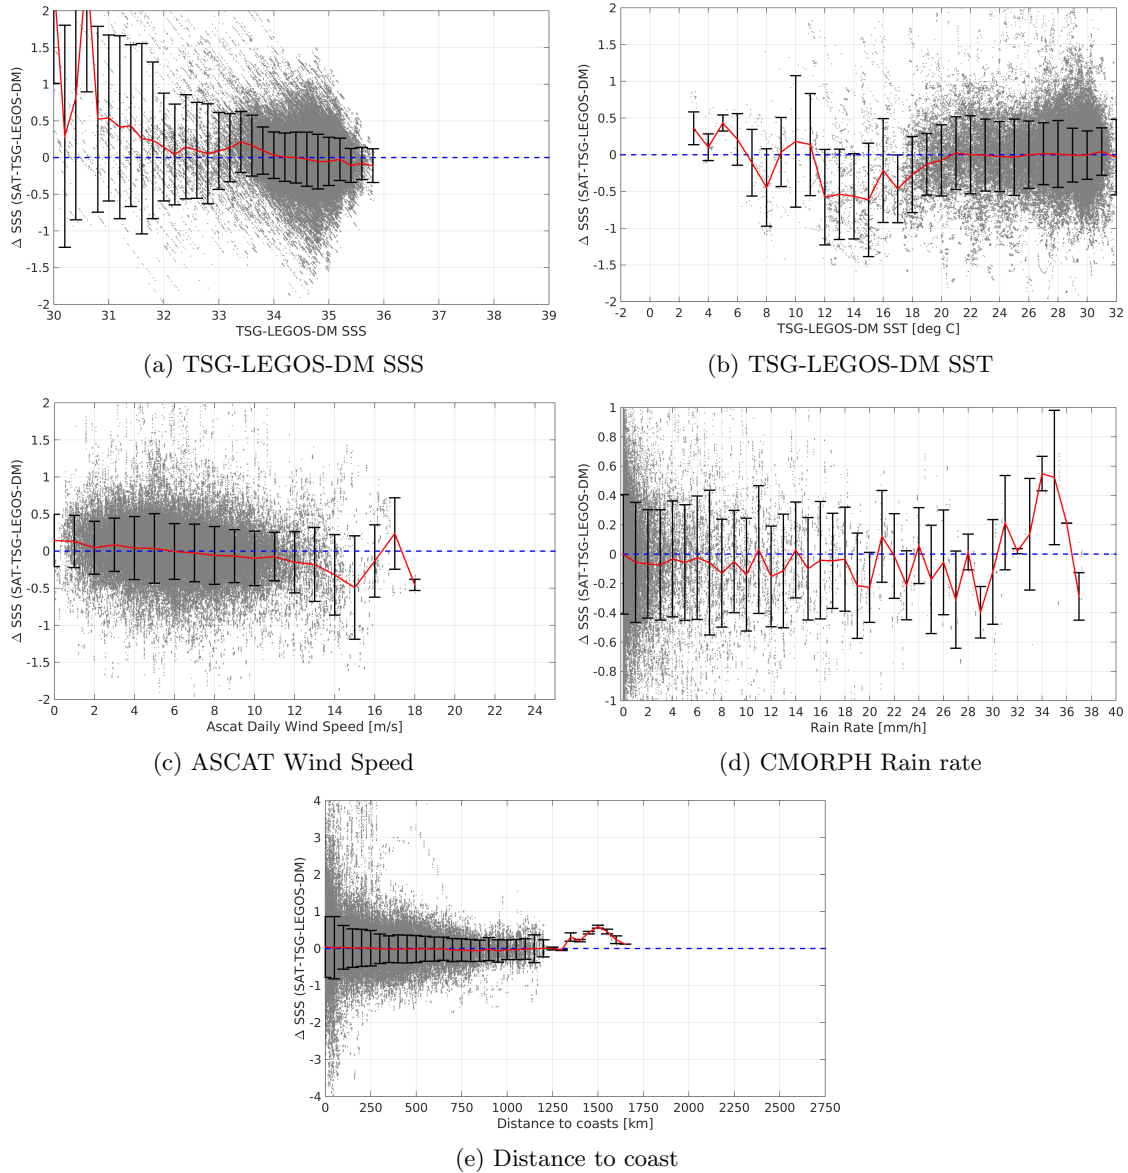 2
1.5
1
0.5
0
-0.5
-1
-1.5
-2
Δ SSS (SAT-TSG-LEGOS-DM)
30 31 32 33 34 35 36 37 38 39
TSG-LEGOS-DM SSS
(a) TSG-LEGOS-DM SSS
2
1.5
1
0.5
0
-0.5
-1
-1.5
-2
Δ SSS (SAT-TSG-LEGOS-DM)
-2 0 2 4 6 8 10 12 14 16 18 20 22 24 26 28 30 32
TSG-LEGOS-DM SST [deg C]
(b) TSG-LEGOS-DM SST
2
1.5
1
0.5
0
-0.5
-1
-1.5
-2
Δ SSS (SAT-TSG-LEGOS-DM)
0 2 4 6 8 10 12 14 16 18 20 22 24
Ascat Daily Wind Speed [m/s]
(c) ASCAT Wind Speed
1
0.8
0.6
0.4
0.2
0
-0.2
-0.4
-0.6
-0.8
-1
Δ SSS (SAT-TSG-LEGOS-DM)
0 2 4 6 8 10 12 14 16 18 20 22 24 26 28 30 32 34 36 38 40
Rain Rate [mm/h]
(d) CMORPH Rain rate
4
3
2
1
0
-1
-2
-3
-4
Δ SSS (SAT-TSG-LEGOS-DM)
0 250 500 750 1000 1250 1500 1750 2000 2250 2500 2750
Distance to coasts [km]
(e) Distance to coast